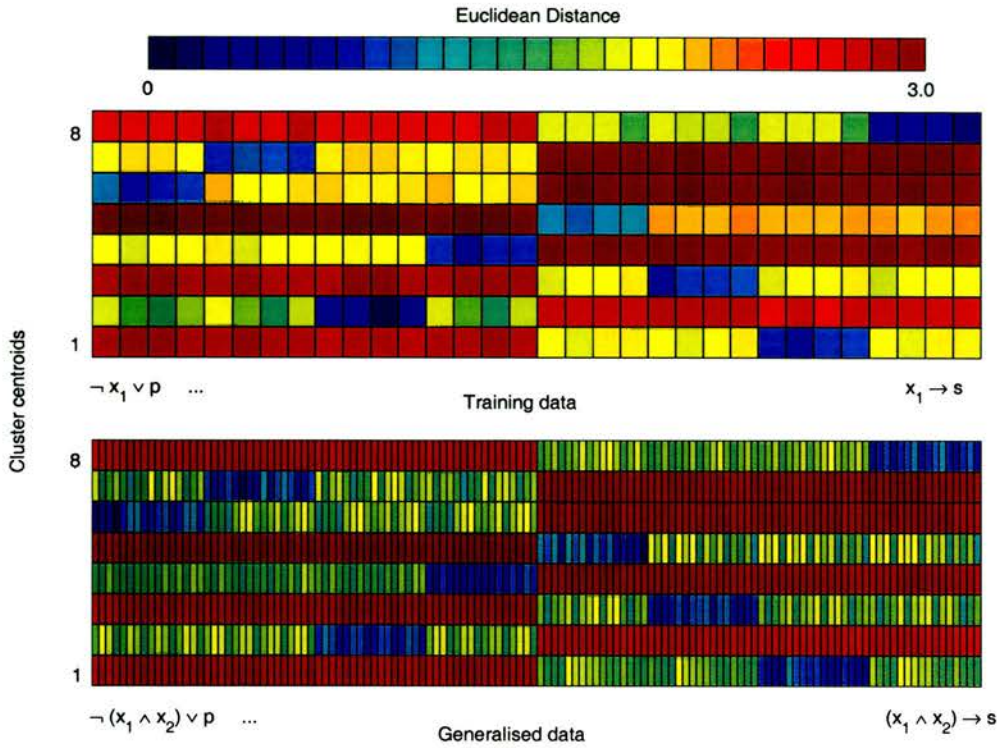 Euclidean Distance
0 3.0
8
1
¬ x₁ ∨ p ... x₁ → s
Training data
Cluster centroids
8
1
¬ (x₁ ∧ x₂) ∨ p ... (x₁ ∧ x₂) → s
Generalised data